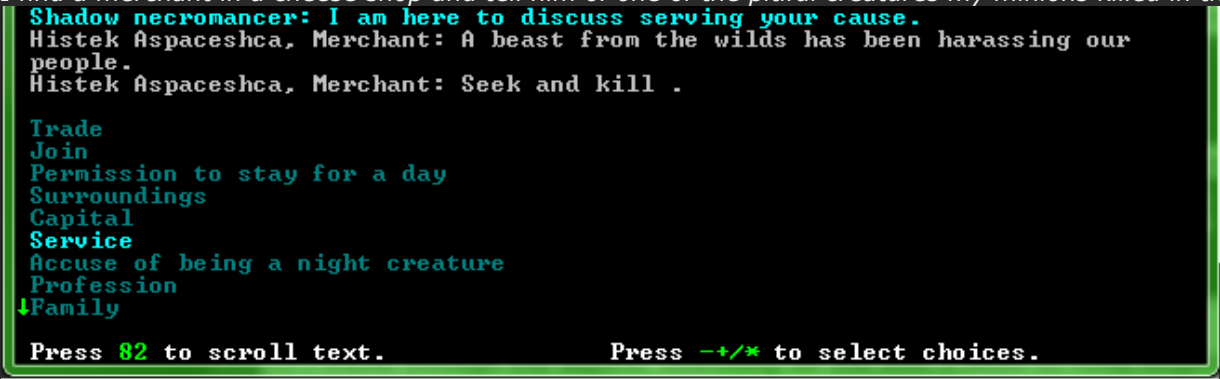 Shadow necromancer: I am here to discuss serving your cause.
Histek Aspaceshca, Merchant: A beast from the wilds has been harassing our
people.
Histek Aspaceshca, Merchant: Seek and kill .
Trade
Join
Permission to stay for a day
Surroundings
Capital
Service
Accuse of being a night creature
Profession
↓Family
Press 82 to scroll text. Press -+/* to select choices.